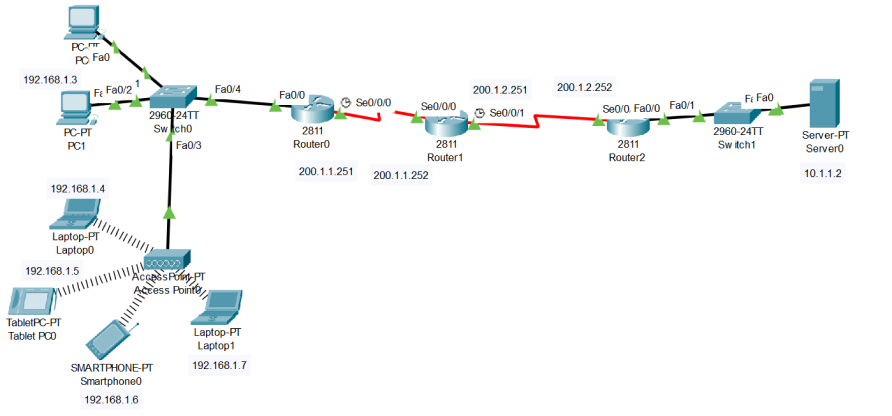 PC-PT
Fa0
192.168.1.3
Fa0/2
1
PC-PT
PC1
2960-24TT
Switch0
Fa0/4
Fa0/3
Fa0/0
2811
Router0
Se0/0/0
200.1.1.251
200.1.1.252
Se0/0/0
2811
Router1
Se0/0/1
200.1.2.251
200.1.2.252
Se0/0/
Fa0/0
2811
Router2
Fa0/1
2960-24TT
Switch1
Fa0
Server-PT
Server0
10.1.1.2
192.168.1.4
Laptop-PT
Laptop0
192.168.1.5
TabletPC-PT
Tablet PC0
AccessPoint-PT
Access Point0
SMARTPHONE-PT
Smartphone0
192.168.1.6
Laptop-PT
Laptop1
192.168.1.7